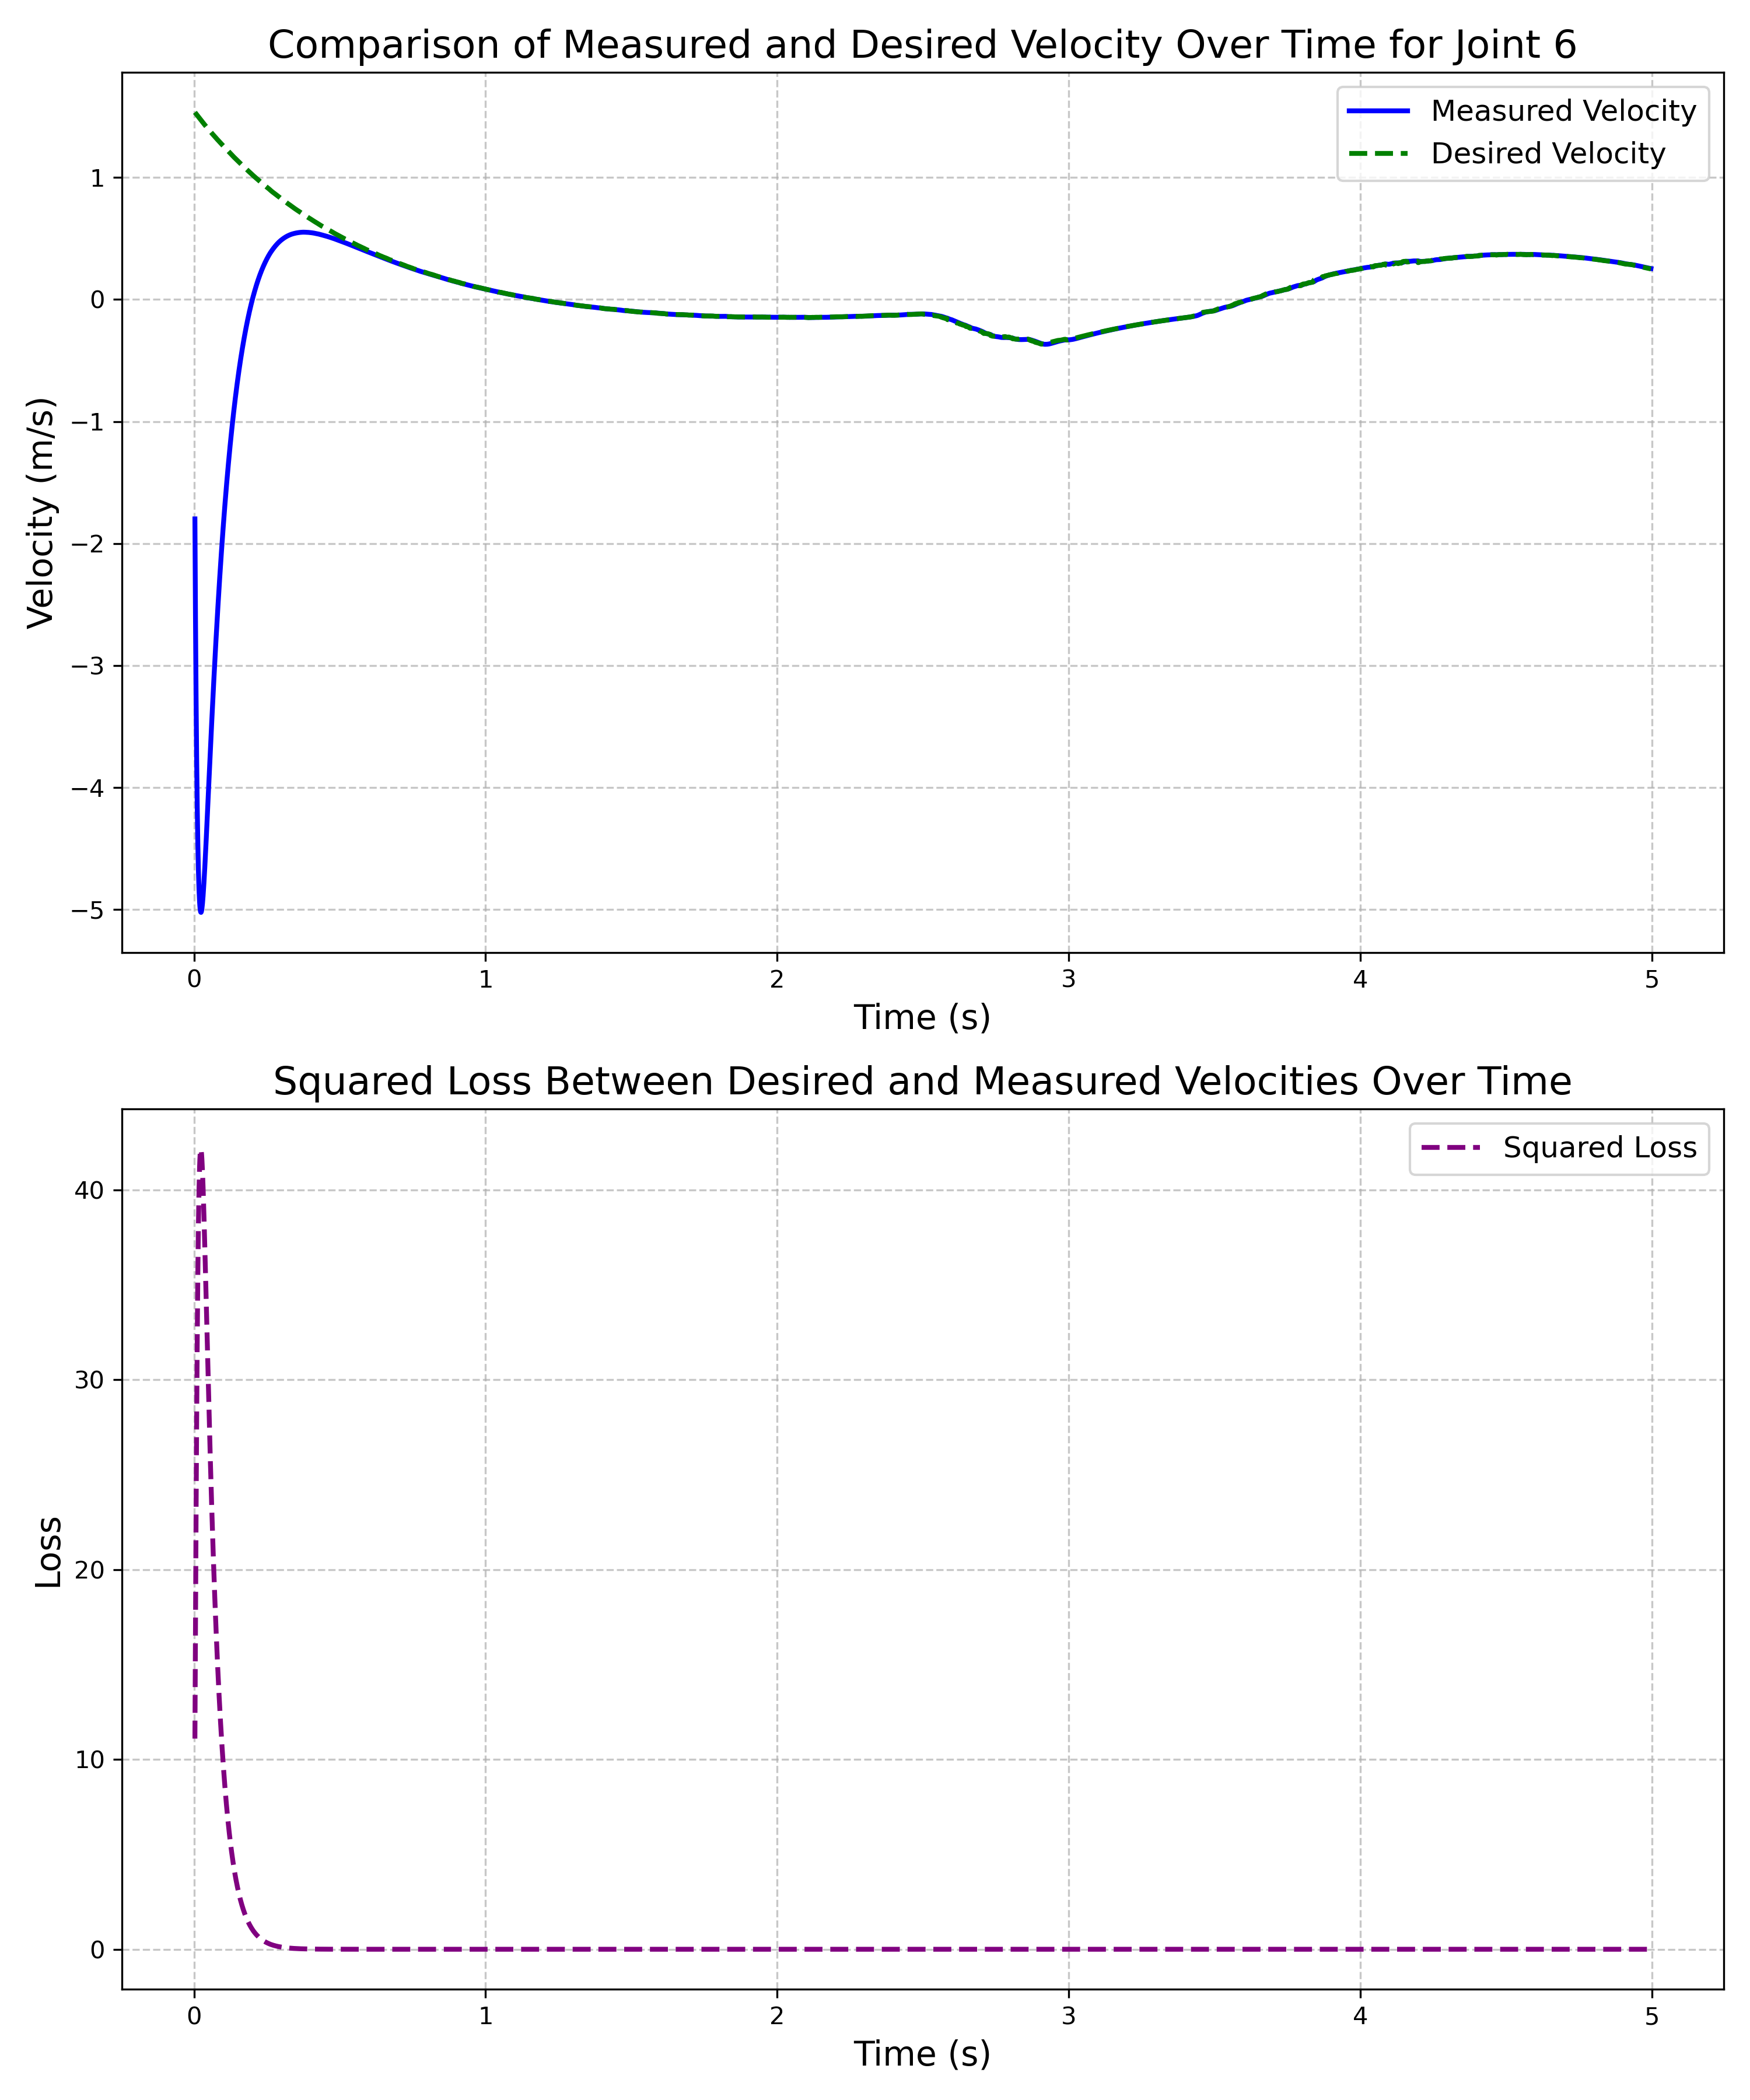 Comparison of Measured and Desired Velocity Over Time for Joint 6
Measured Velocity
Desired Velocity
Velocity (m/s)
1
0
−1
−2
−3
−4
−5
0 1 2 3 4 5
Time (s)
Squared Loss Between Desired and Measured Velocities Over Time
Squared Loss
Loss
40
30
20
10
0
0 1 2 3 4 5
Time (s)